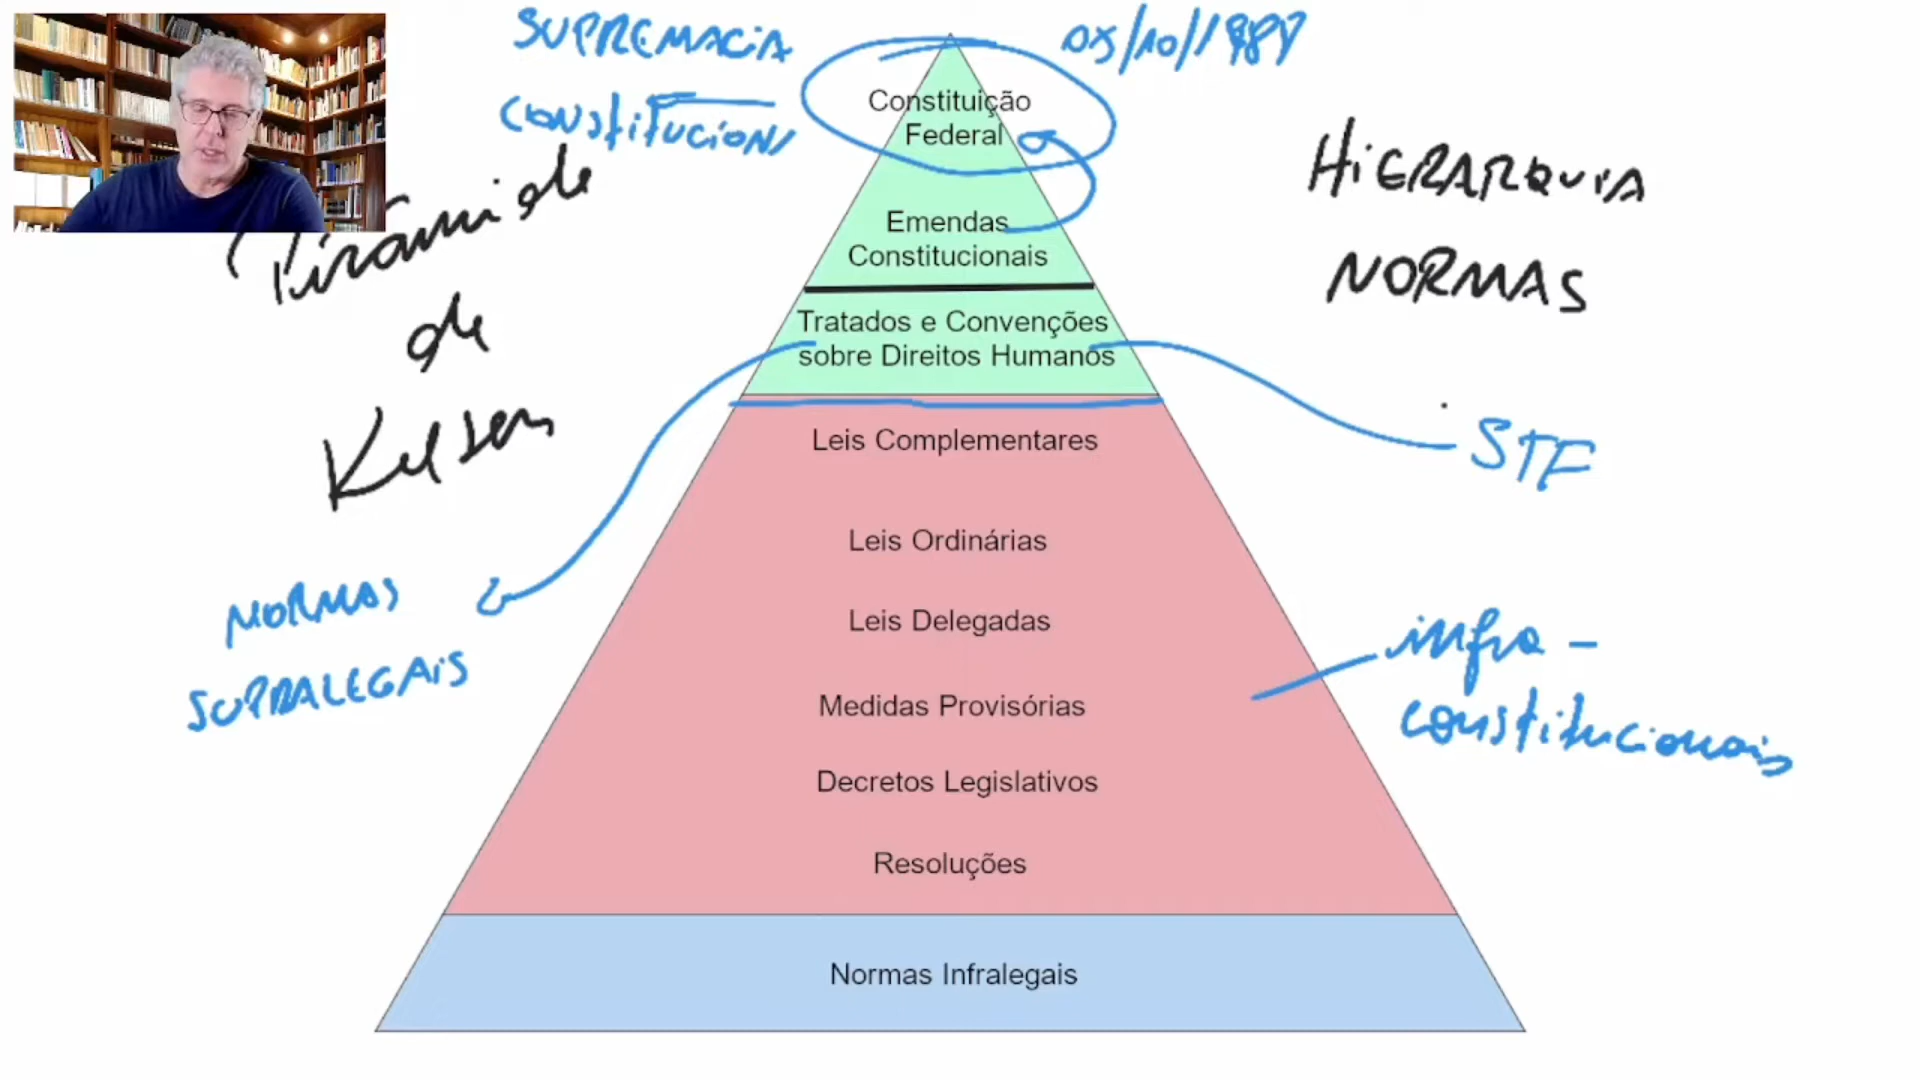 SUPREMACIA
CONSTITUCION
05/10/1988
Constituição
Federal
Emendas
Constitucionais
Tratados e Convenções
sobre Direitos Humanos
Leis Complementares
Leis Ordinárias
Leis Delegadas
Medidas Provisórias
Decretos Legislativos
Resoluções
Normas Infralegais
Pirâmide
de
Kelsen
NORMAS
SUPRALEGAIS
HIERARQUIA
NORMAS
STF
infra-
constitucionais